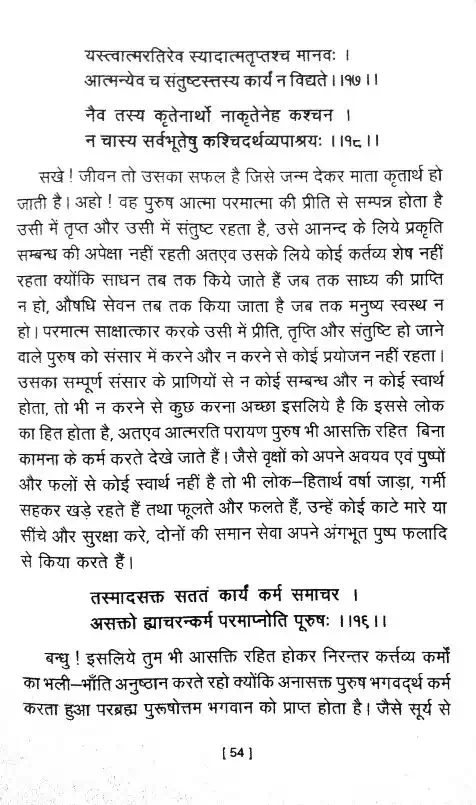 यस्त्वात्मरतिरेव स्यादात्मतृप्तश्च मानवः ।
आत्मन्येव च संतुष्टस्तस्य कार्यं न विद्यते।।१७।।
नैव तस्य कृतेनार्थो नाकृतेनेह कश्चन ।
न चास्य सर्वभूतेषु कश्चिदर्थव्यपाश्रयः ।।१८।।
सखे ! जीवन तो उसका सफल है जिसे जन्म देकर माता कृतार्थ हो
जाती है। अहो ! वह पुरुष आत्मा परमात्मा की प्रीति से सम्पन्न होता है
उसी में तृप्त और उसी में संतुष्ट रहता है, उसे आनन्द के लिये प्रकृति
सम्बन्ध की अपेक्षा नहीं रहती अतएव उसके लिये कोई कर्तव्य शेष नहीं
रहता क्योंकि साधन तब तक किये जाते हैं जब तक साध्य की प्राप्ति
न हो, औषधि सेवन तब तक किया जाता है जब तक मनुष्य स्वस्थ न
हो। परमात्म साक्षात्कार करके उसी में प्रीति, तृप्ति और संतुष्टि हो जाने
वाले पुरुष को संसार में करने और न करने से कोई प्रयोजन नहीं रहता।
उसका सम्पूर्ण संसार के प्राणियों से न कोई सम्बन्ध और न कोई स्वार्थ
होता, तो भी न करने से कुछ करना अच्छा इसलिये है कि इससे लोक
का हित होता है, अतएव आत्मरति परायण पुरुष भी आसक्ति रहित बिना
कामना के कर्म करते देखे जाते हैं। जैसे वृक्षों को अपने अवयव एवं पुष्पों
और फलों से कोई स्वार्थ नहीं है तो भी लोक–हितार्थ वर्षा जाड़ा, गर्मी
सहकर खड़े रहते हैं तथा फूलते और फलते हैं, उन्हें कोई काटे मारे या
सींचे और सुरक्षा करे, दोनों की समान सेवा अपने अंगभूत पुष्प फलादि
से किया करते हैं।
तस्मादसक्त सततं कार्यं कर्म समाचर ।
असक्तो ह्याचरन्कर्म परमाप्नोति पूरुषः ।।१९।।
बन्धु ! इसलिये तुम भी आसक्ति रहित होकर निरन्तर कर्त्तव्य कर्मों
का भली–भाँति अनुष्ठान करते रहो क्योंकि अनासक्त पुरुष भगवदर्थ कर्म
करता हुआ परब्रह्म पुरूषोत्तम भगवान को प्राप्त होता है। जैसे सूर्य से
[ 54 ]